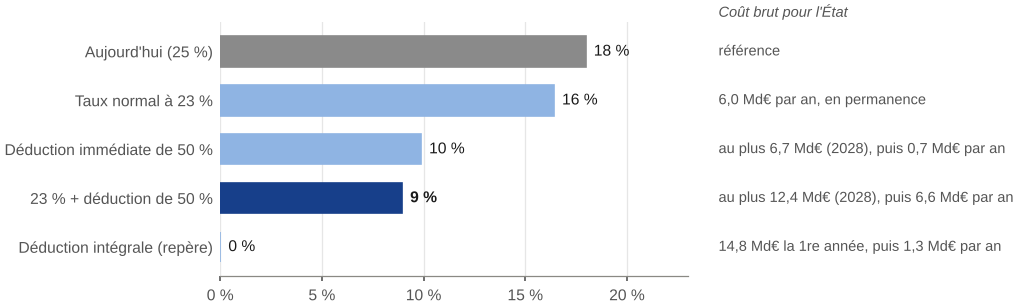 Coût brut pour l'État
Aujourd'hui (25 %) 18 % référence
Taux normal à 23 % 16 % 6,0 Md€ par an, en permanence
Déduction immédiate de 50 % 10 % au plus 6,7 Md€ (2028), puis 0,7 Md€ par an
23 % + déduction de 50 % 9 % au plus 12,4 Md€ (2028), puis 6,6 Md€ par an
Déduction intégrale (repère) 0 % 14,8 Md€ la 1re année, puis 1,3 Md€ par an
0 % 5 % 10 % 15 % 20 %